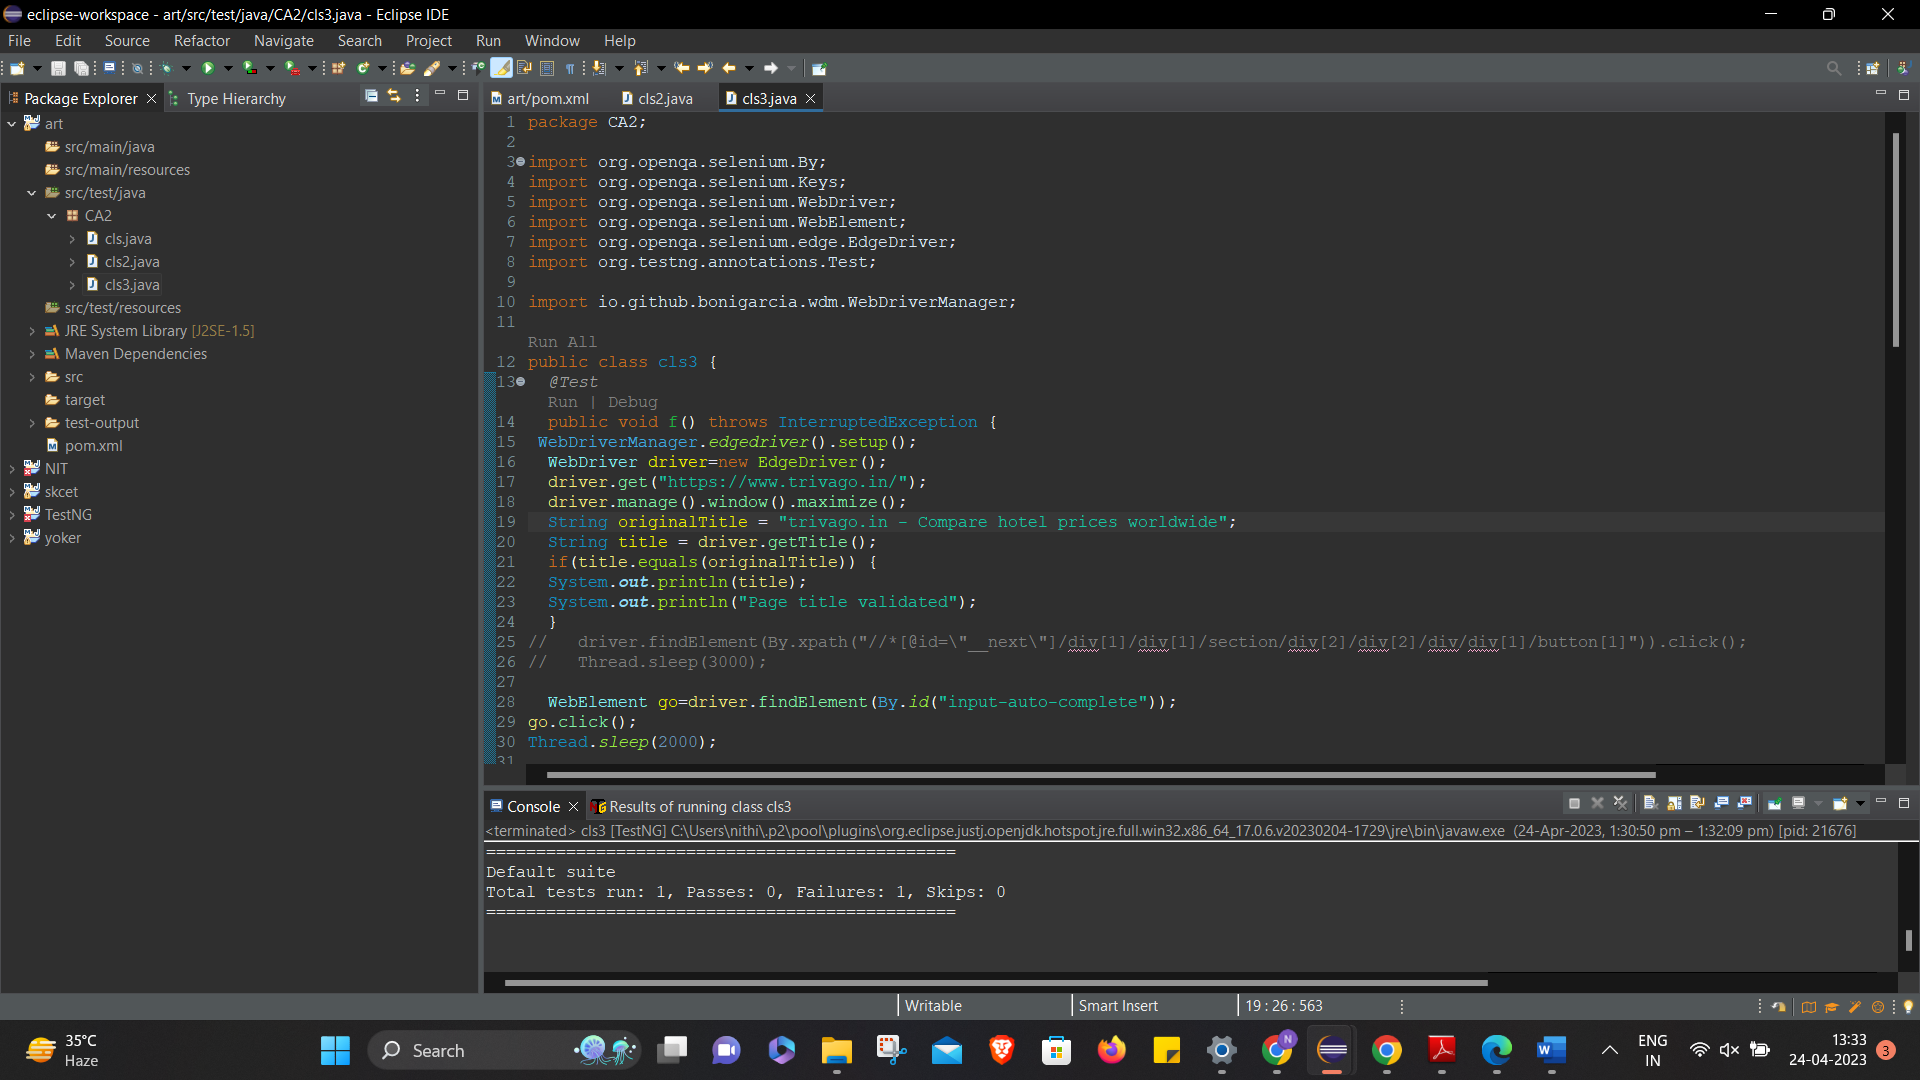 eclipse-workspace - art/src/test/java/CA2/cls3.java - Eclipse IDE
File Edit Source Refactor Navigate Search Project Run Window Help
Package Explorer Type Hierarchy
art
src/main/java
src/main/resources
src/test/java
CA2
cls.java
cls2.java
cls3.java
src/test/resources
JRE System Library [J2SE-1.5]
Maven Dependencies
src
target
test-output
pom.xml
NIT
skcet
TestNG
yoker
art/pom.xml cls2.java cls3.java
1 package CA2;
2
3 import org.openqa.selenium.By;
4 import org.openqa.selenium.Keys;
5 import org.openqa.selenium.WebDriver;
6 import org.openqa.selenium.WebElement;
7 import org.openqa.selenium.edge.EdgeDriver;
8 import org.testng.annotations.Test;
9
10 import io.github.bonigarcia.wdm.WebDriverManager;
11
Run All
12 public class cls3 {
13 @Test
Run | Debug
14 public void f() throws InterruptedException {
15 WebDriverManager.edgedriver().setup();
16 WebDriver driver=new EdgeDriver();
17 driver.get("https://www.trivago.in/");
18 driver.manage().window().maximize();
19 String originalTitle = "trivago.in - Compare hotel prices worldwide";
20 String title = driver.getTitle();
21 if(title.equals(originalTitle)) {
22 System.out.println(title);
23 System.out.println("Page title validated");
24 }
25 // driver.findElement(By.xpath("//*[@id=\"__next\"]/div[1]/div[1]/section/div[2]/div[2]/div/div[1]/button[1]")).click();
26 // Thread.sleep(3000);
27
28 WebElement go=driver.findElement(By.id("input-auto-complete"));
29 go.click();
30 Thread.sleep(2000);
31
Console Results of running class cls3
<terminated> cls3 [TestNG] C:\Users\nithi\.p2\pool\plugins\org.eclipse.justj.openjdk.hotspot.jre.full.win32.x86_64_17.0.6.v20230204-1729\jre\bin\javaw.exe (24-Apr-2023, 1:30:50 pm – 1:32:09 pm) [pid: 21676]
===============================================
Default suite
Total tests run: 1, Passes: 0, Failures: 1, Skips: 0
===============================================
Writable Smart Insert 19 : 26 : 563
35°C
Haze
Search
N
ENG
IN
13:33
24-04-2023
3